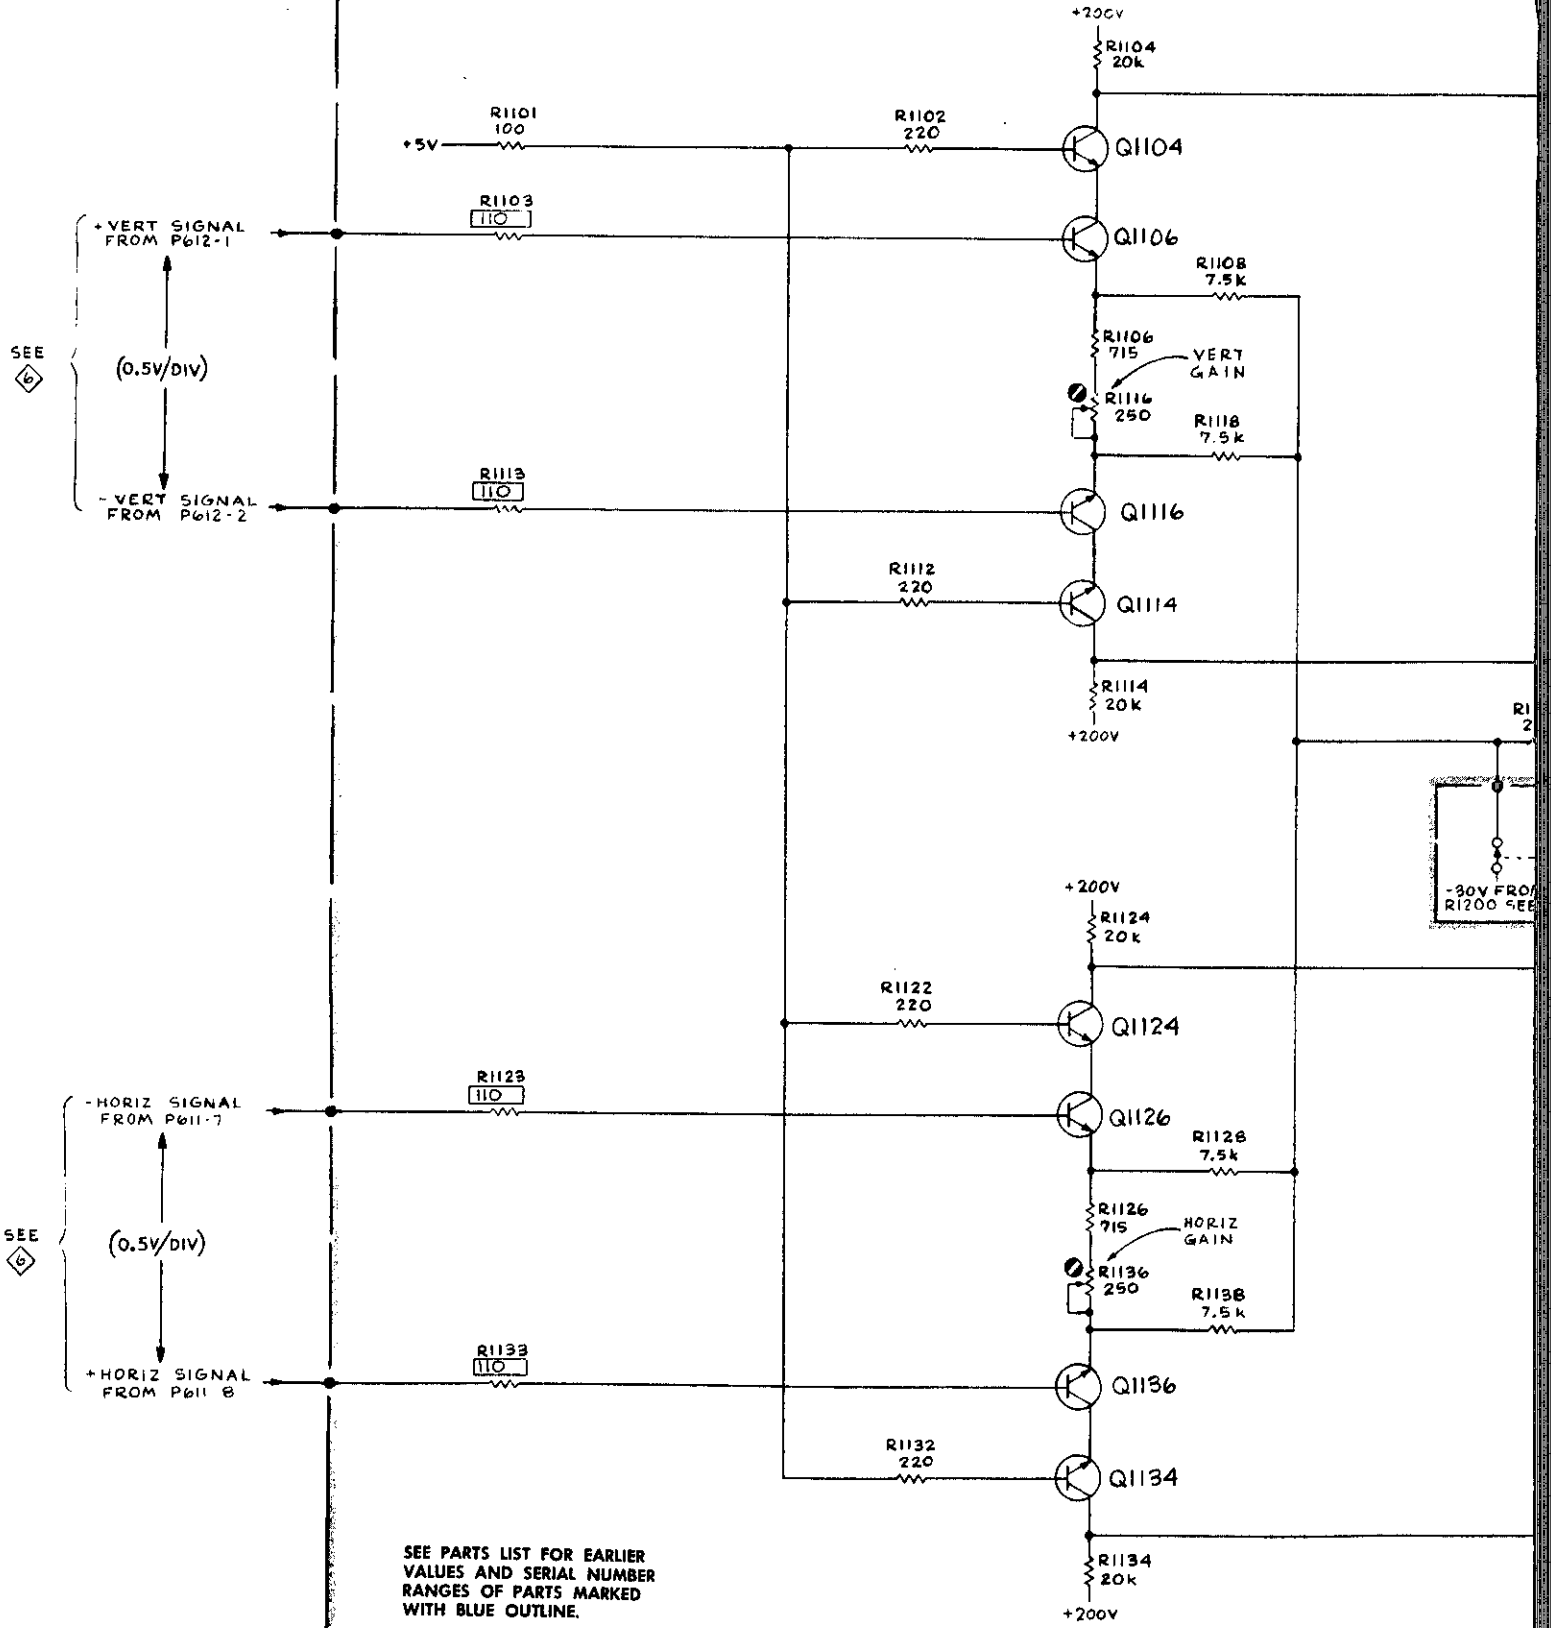 +200V
R1104
20k
R1101
100
+5V
R1102
220
Q1104
R1103
110
+VERT SIGNAL
FROM P612-1
Q1106
R1108
7.5k
R1106
715
VERT
GAIN
SEE
6
(0.5V/DIV)
R1116
250
R1118
7.5k
R1113
110
-VERT SIGNAL
FROM P612-2
Q1116
R1112
220
Q1114
R1114
20k
+200V
R1
2
-30V FRO
R1200 SEE
+200V
R1124
20k
R1122
220
Q1124
R1123
110
-HORIZ SIGNAL
FROM P611-7
Q1126
R1128
7.5k
R1126
715
HORIZ
GAIN
SEE
6
(0.5V/DIV)
R1136
250
R1138
7.5k
R1133
110
+HORIZ SIGNAL
FROM P611 8
Q1136
R1132
220
Q1134
R1134
20k
+200V
SEE PARTS LIST FOR EARLIER
VALUES AND SERIAL NUMBER
RANGES OF PARTS MARKED
WITH BLUE OUTLINE.